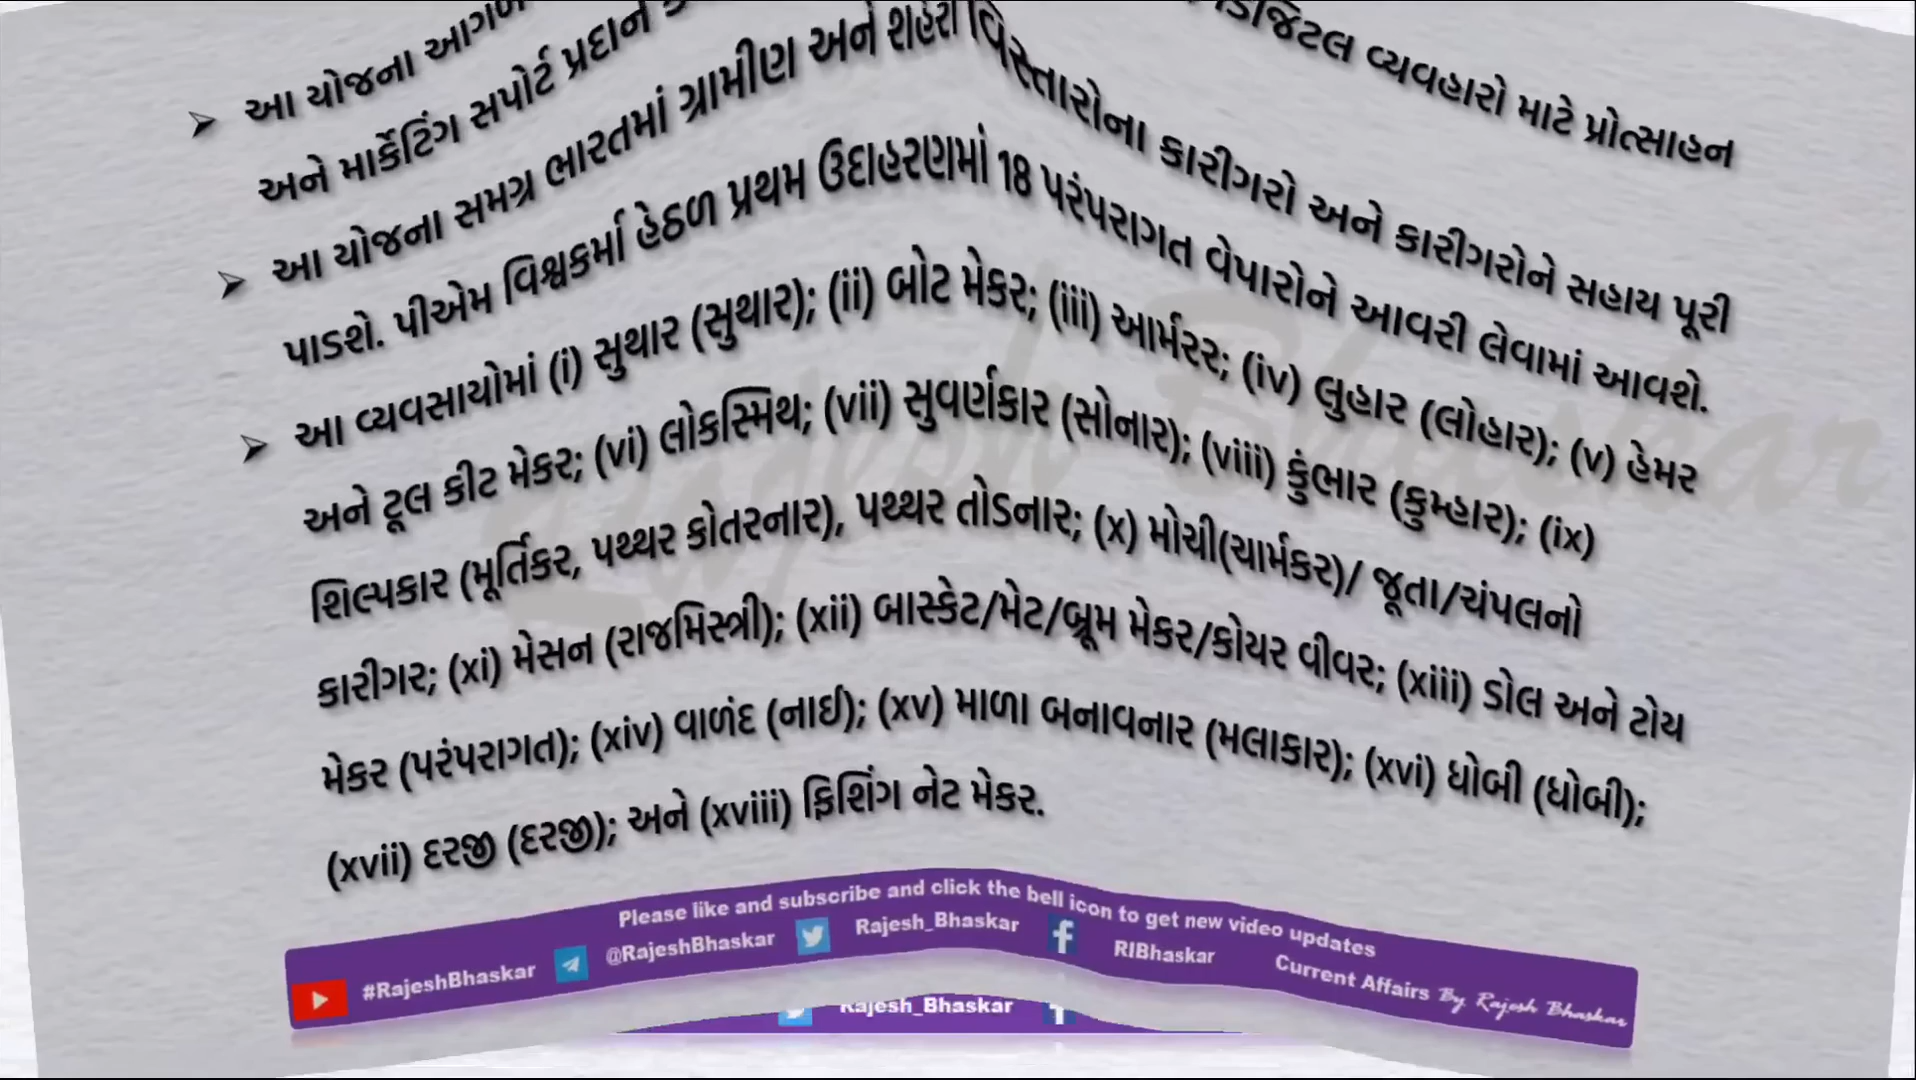 આ યોજના આગળ
ડિજિટલ વ્યવહારો માટે પ્રોત્સાહન
અને માર્કેટિંગ સપોર્ટ પ્રદાન
આ યોજના સમગ્ર ભારતમાં ગ્રામીણ અને શહેરી વિસ્તારોના કારીગરો અને કારીગરોને સહાય પૂરી
પાડશે. પીએમ વિશ્વકર્મા હેઠળ પ્રથમ ઉદાહરણમાં 18 પરંપરાગત વેપારોને આવરી લેવામાં આવશે.
આ વ્યવસાયોમાં (i) સુથાર (સુથાર); (ii) બોટ મેકર; (iii) આર્મરર; (iv) લુહાર (લોહાર); (v) હેમર
અને ટૂલ કીટ મેકર; (vi) લોકસ્મિથ; (vii) સુવર્ણકાર (સોનાર); (viii) કુંભાર (કુમ્હાર); (ix)
શિલ્પકાર (મૂર્તિકર, પથ્થર કોતરનાર), પથ્થર તોડનાર; (x) મોચી(ચાર્મકર)/ જૂતા/ચંપલનો
કારીગર; (xi) મેસન (રાજમિસ્ત્રી); (xii) બાસ્કેટ/મેટ/બ્રૂમ મેકર/કોયર વીવર; (xiii) ડોલ અને ટોય
મેકર (પરંપરાગત); (xiv) વાળંદ (નાઈ); (xv) માળા બનાવનાર (મલાકાર); (xvi) ધોબી (ધોબી);
(xvii) દરજી (દરજી); અને (xviii) ફિશિંગ નેટ મેકર.
Rajesh Bhaskar
Please like and subscribe and click the bell icon to get new video updates
#RajeshBhaskar @RajeshBhaskar Rajesh_Bhaskar RIBhaskar Current Affairs By Rajesh Bhaskar
Rajesh_Bhaskar